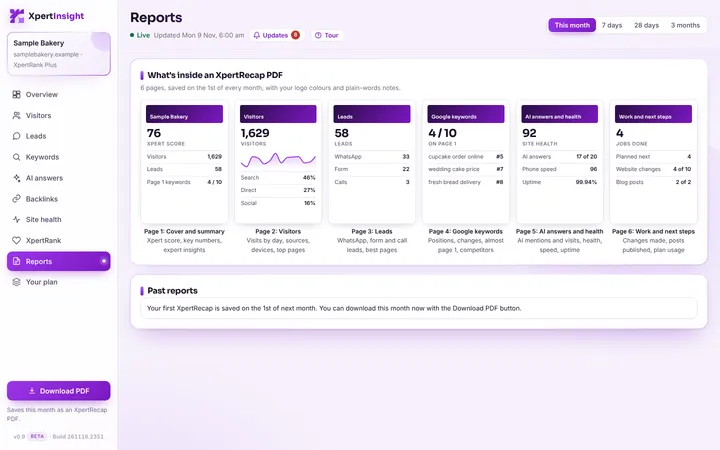 XpertInsight
Sample Bakery
samplebakery.example ·
XpertRank Plus
Overview
Visitors
Leads
Keywords
AI answers
Backlinks
Site health
XpertRank
Reports
Your plan
Download PDF
Saves this month as an XpertRecap
PDF.
v0.9 BETA · Build 261116.2351
Reports
Live Updated Mon 9 Nov, 6:00 am Updates 8 Tour
This month 7 days 28 days 3 months
What's inside an XpertRecap PDF
6 pages, saved on the 1st of every month, with your logo colours and plain-words notes.
Sample Bakery
76
XPERT SCORE
Visitors 1,629
Leads 58
Page 1 keywords 4 / 10
Page 1: Cover and summary
Xpert score, key numbers,
expert insights
Visitors
1,629
VISITORS
Search 46%
Direct 27%
Social 16%
Page 2: Visitors
Visits by day, sources,
devices, top pages
Leads
58
LEADS
WhatsApp 33
Form 22
Calls 3
Page 3: Leads
WhatsApp, form and call
leads, best pages
Google keywords
4 / 10
ON PAGE 1
cupcake order online #5
wedding cake price #7
fresh bread delivery #8
Page 4: Google keywords
Positions, changes, almost
page 1, competitors
AI answers and health
92
SITE HEALTH
AI answers 17 of 20
Phone speed 96
Uptime 99.94%
Page 5: AI answers and health
AI mentions and visits, health,
speed, uptime
Work and next steps
4
JOBS DONE
Planned next 4
Website changes 4 of 10
Blog posts 2 of 2
Page 6: Work and next steps
Changes made, posts
published, plan usage
Past reports
Your first XpertRecap is saved on the 1st of next month. You can download this month now with the Download PDF button.